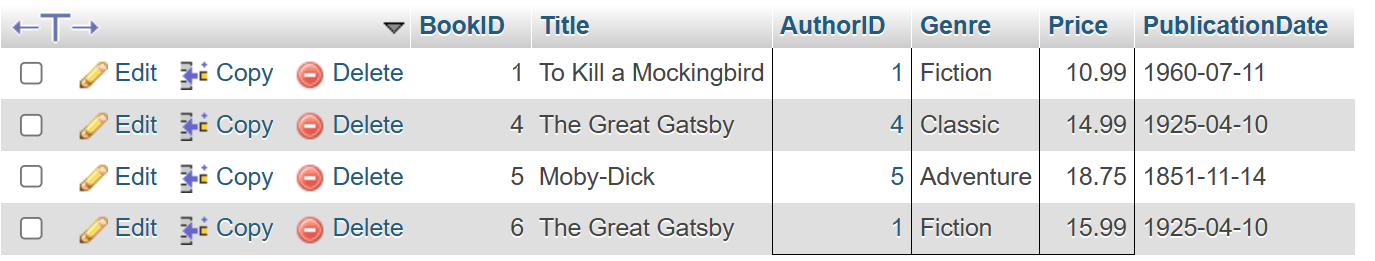 ←T→ BookID Title AuthorID Genre Price PublicationDate
Edit Copy Delete 1 To Kill a Mockingbird 1 Fiction 10.99 1960-07-11
Edit Copy Delete 4 The Great Gatsby 4 Classic 14.99 1925-04-10
Edit Copy Delete 5 Moby-Dick 5 Adventure 18.75 1851-11-14
Edit Copy Delete 6 The Great Gatsby 1 Fiction 15.99 1925-04-10